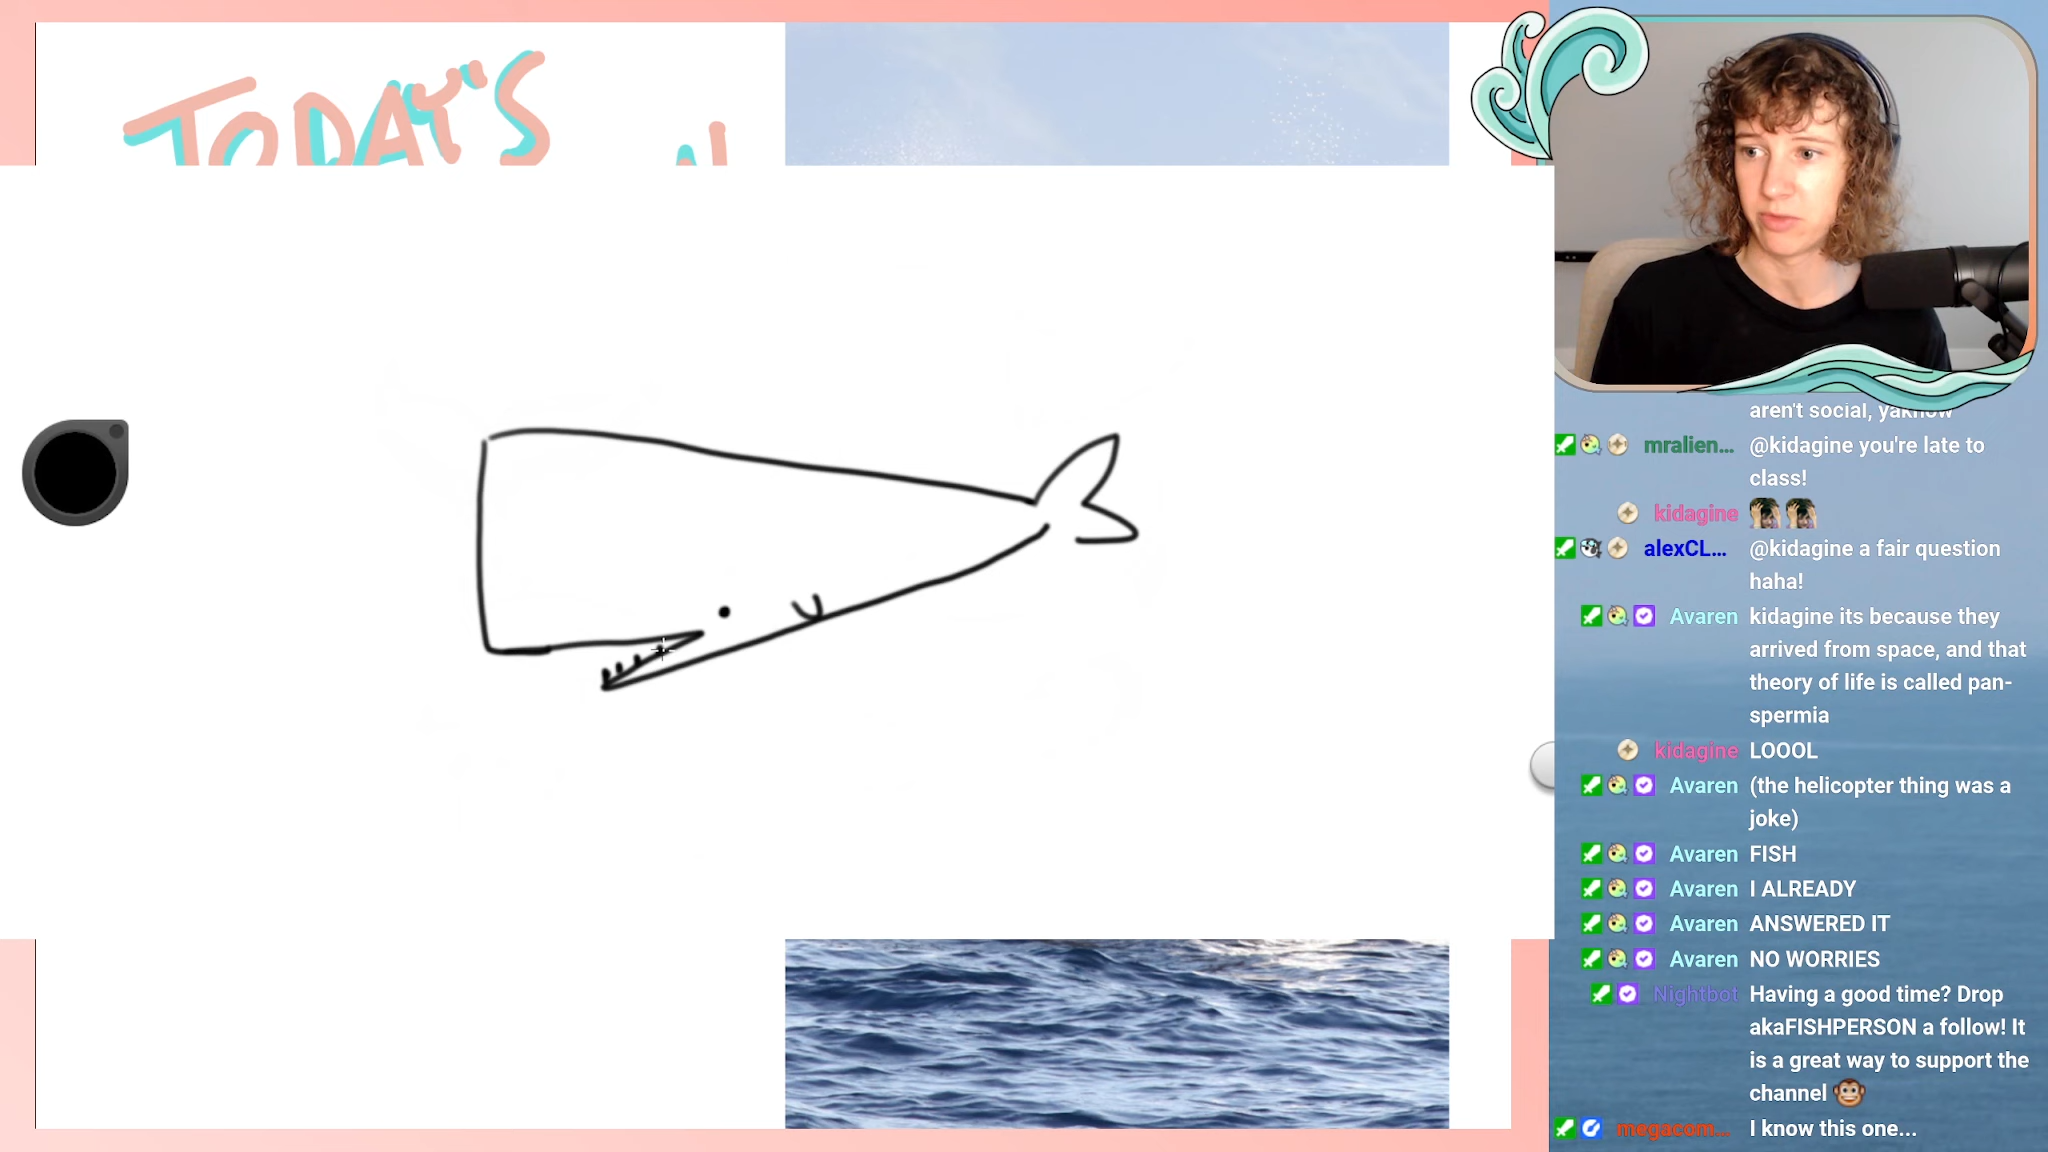 TODAY'S
aren't social, yaknow
mralien... @kidagine you're late to
class!
kidagine
alexCL... @kidagine a fair question
haha!
Avaren kidagine its because they
arrived from space, and that
theory of life is called pan-
spermia
kidagine LOOOL
Avaren (the helicopter thing was a
joke)
Avaren FISH
Avaren I ALREADY
Avaren ANSWERED IT
Avaren NO WORRIES
Nightbot Having a good time? Drop
akaFISHPERSON a follow! It
is a great way to support the
channel
megacom... I know this one...